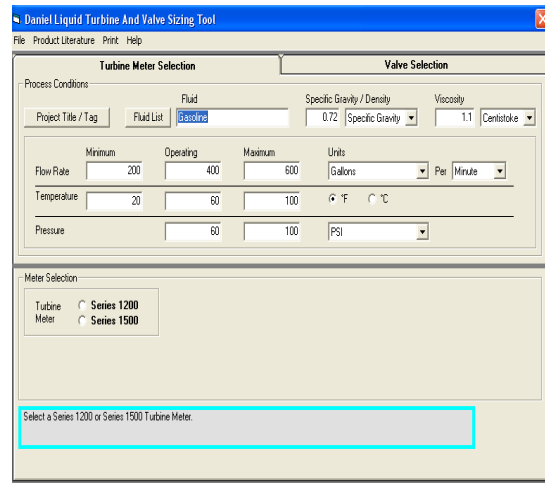 Daniel Liquid Turbine And Valve Sizing Tool
File Product Literature Print Help
Turbine Meter Selection Valve Selection
Process Conditions
Fluid Specific Gravity / Density Viscosity
Project Title / Tag Fluid List Gasoline 0.72 Specific Gravity 1.1 Centistoke
Minimum Operating Maximum Units
Flow Rate 200 400 600 Gallons Per Minute
Temperature 20 60 100 °F °C
Pressure 60 100 PSI
Meter Selection
Turbine Meter
Series 1200
Series 1500
Select a Series 1200 or Series 1500 Turbine Meter.